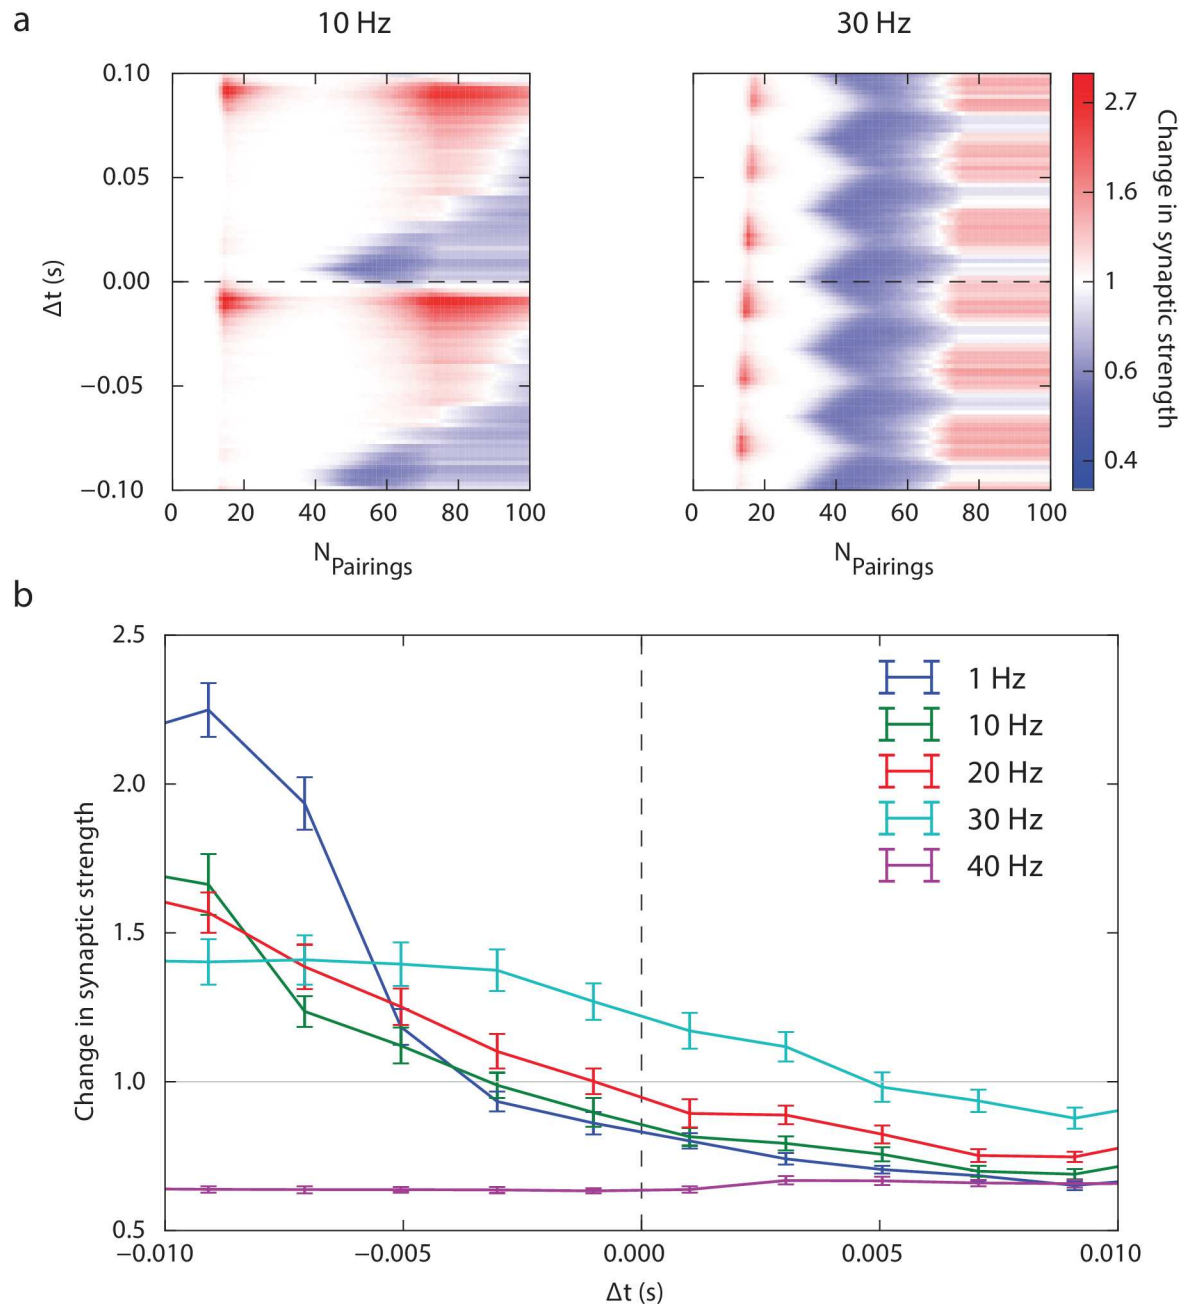 a
10 Hz
30 Hz
0.10
0.05
0.00
−0.05
−0.10
Δt (s)
0 20 40 60 80 100
N_Pairings
0 20 40 60 80 100
N_Pairings
2.7
1.6
1
0.6
0.4
Change in synaptic strength
b
2.5
2.0
1.5
1.0
0.5
Change in synaptic strength
1 Hz
10 Hz
20 Hz
30 Hz
40 Hz
−0.010 −0.005 0.000 0.005 0.010
Δt (s)